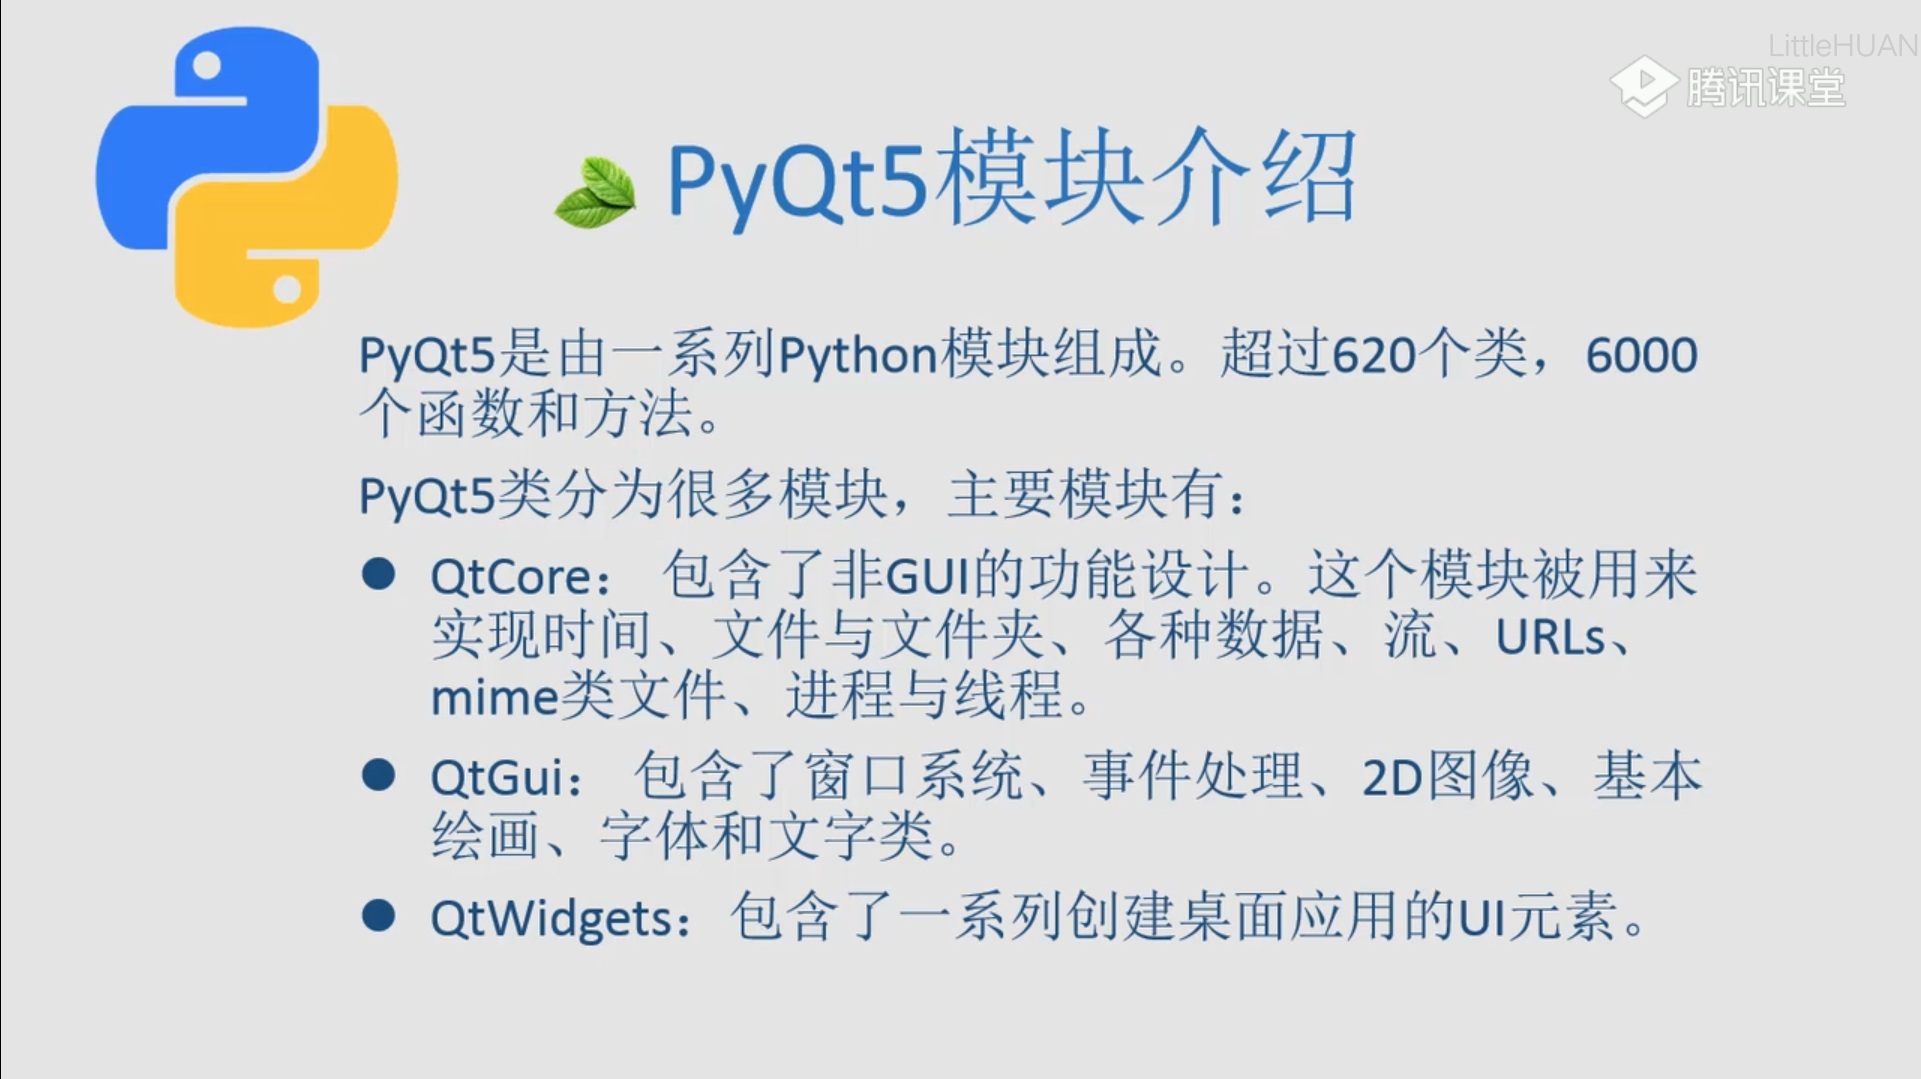 LittleHUAN
腾讯课堂
PyQt5模块介绍
PyQt5是由一系列Python模块组成。超过620个类，6000
个函数和方法。
PyQt5类分为很多模块，主要模块有：
● QtCore： 包含了非GUI的功能设计。这个模块被用来
实现时间、文件与文件夹、各种数据、流、URLs、
mime类文件、进程与线程。
● QtGui： 包含了窗口系统、事件处理、2D图像、基本
绘画、字体和文字类。
● QtWidgets：包含了一系列创建桌面应用的UI元素。